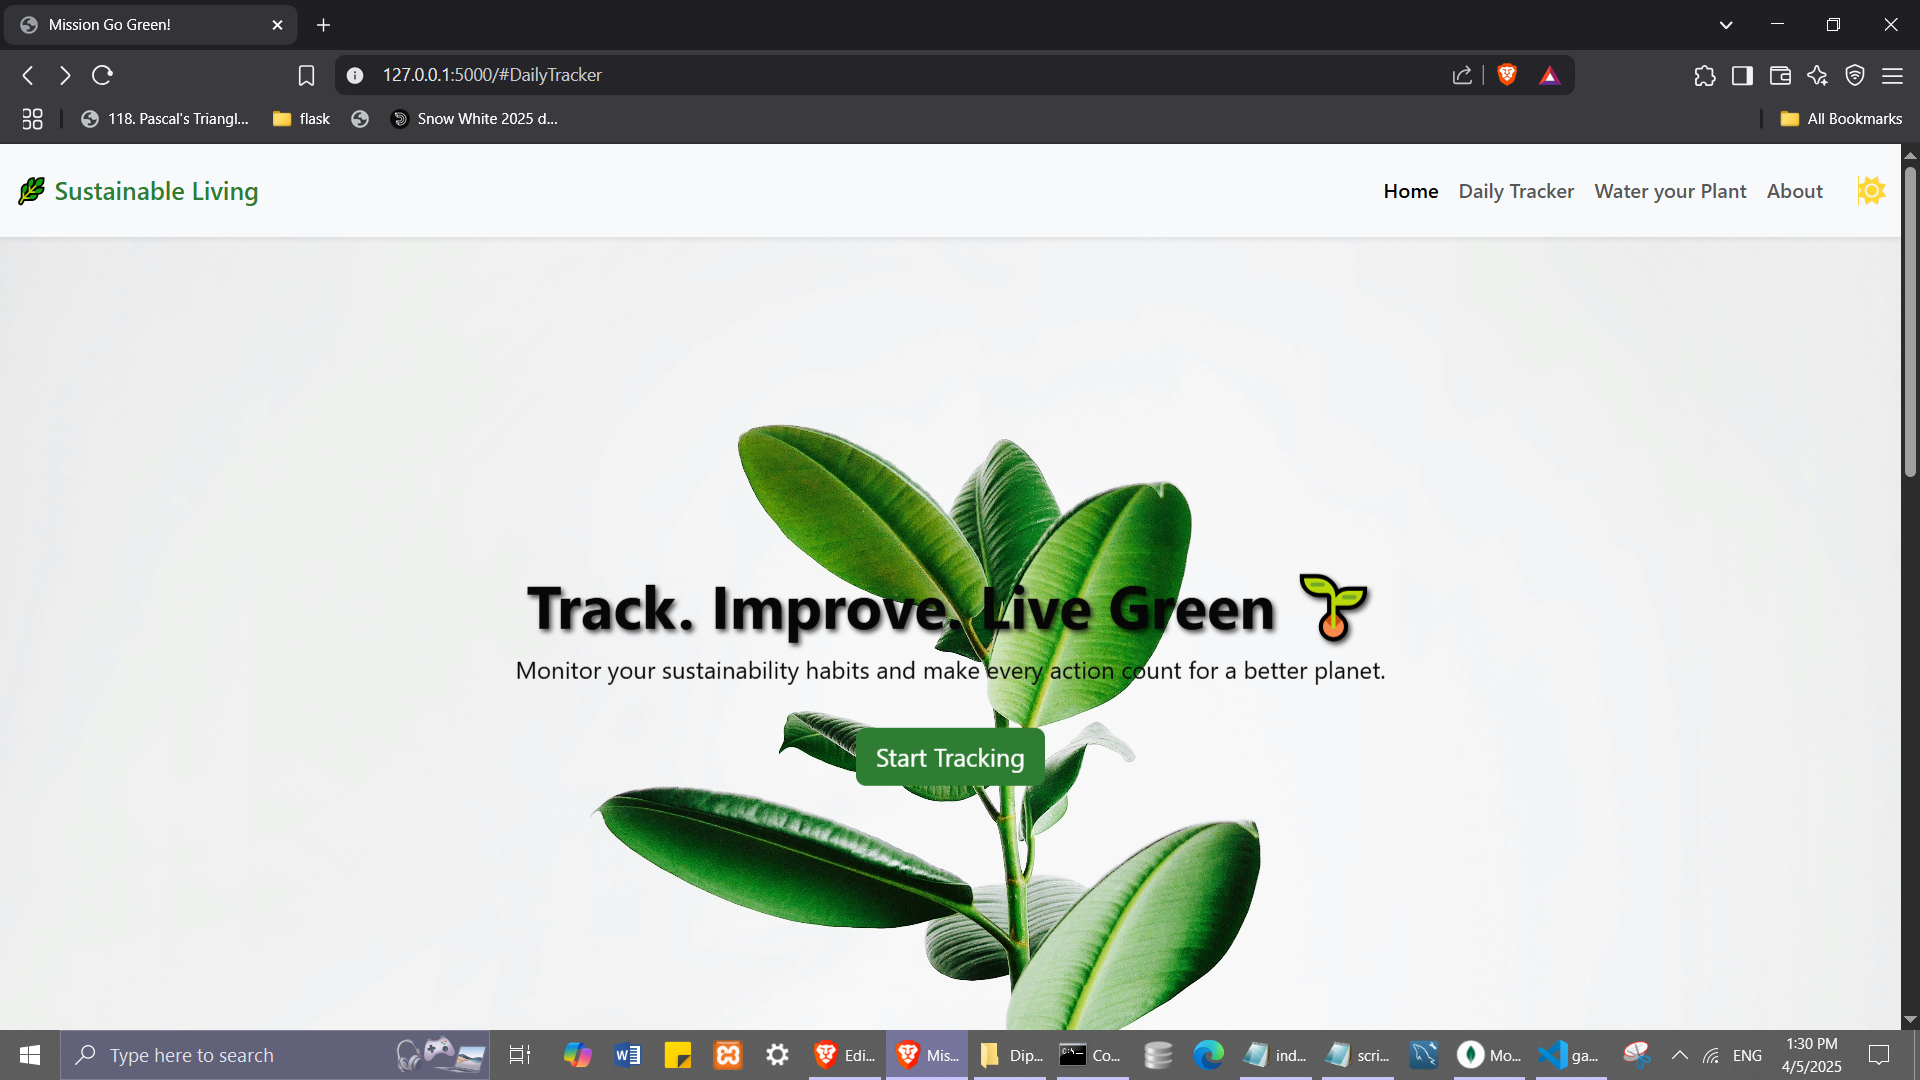 Mission Go Green!
127.0.0.1:5000/#DailyTracker
118. Pascal's Triangl...
flask
Snow White 2025 d...
All Bookmarks
Sustainable Living
Home
Daily Tracker
Water your Plant
About
Track. Improve. Live Green
Monitor your sustainability habits and make every action count for a better planet.
Start Tracking
Type here to search
Edi...
Mis...
Dip...
Co...
ind...
scri...
Mo...
ga...
ENG
1:30 PM
4/5/2025